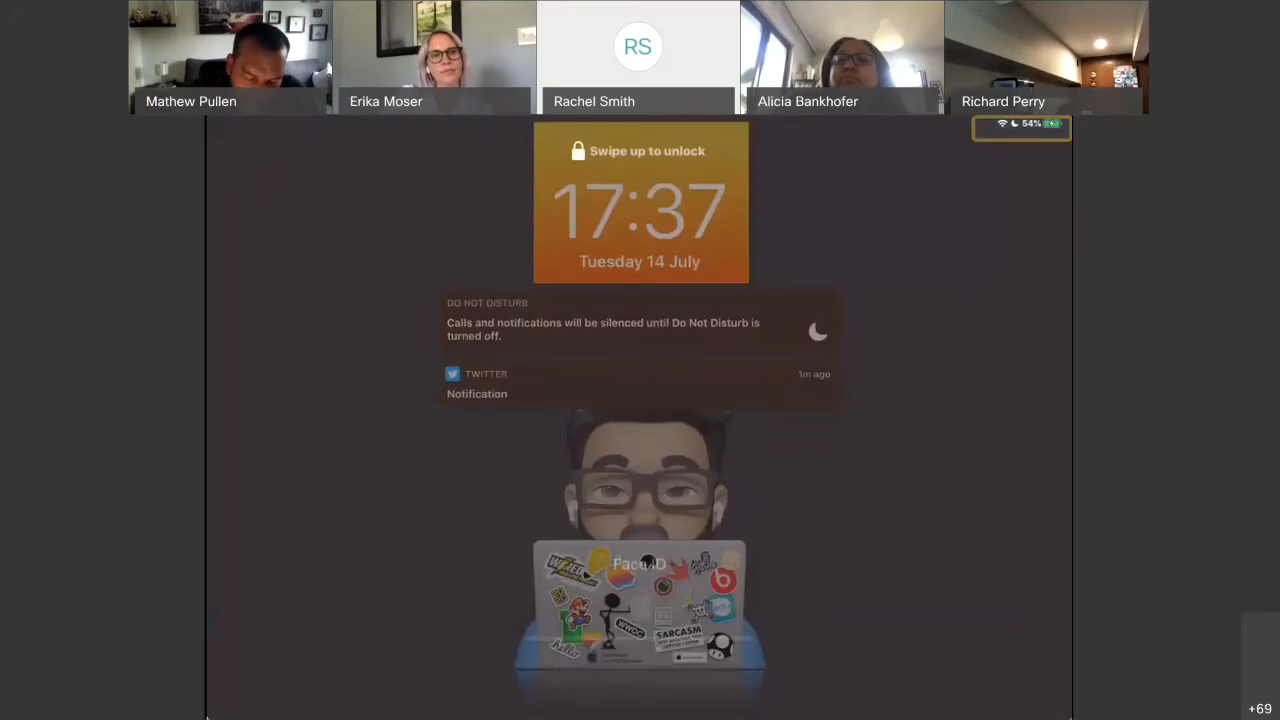 RS
Mathew Pullen
Erika Moser
Rachel Smith
Alicia Bankhofer
Richard Perry
54%
Swipe up to unlock
17:37
Tuesday 14 July
DO NOT DISTURB
Calls and notifications will be silenced until Do Not Disturb is
turned off.
TWITTER
1m ago
Notification
Face ID
WIRED
b
WWDC
SARCASM
hello
+69